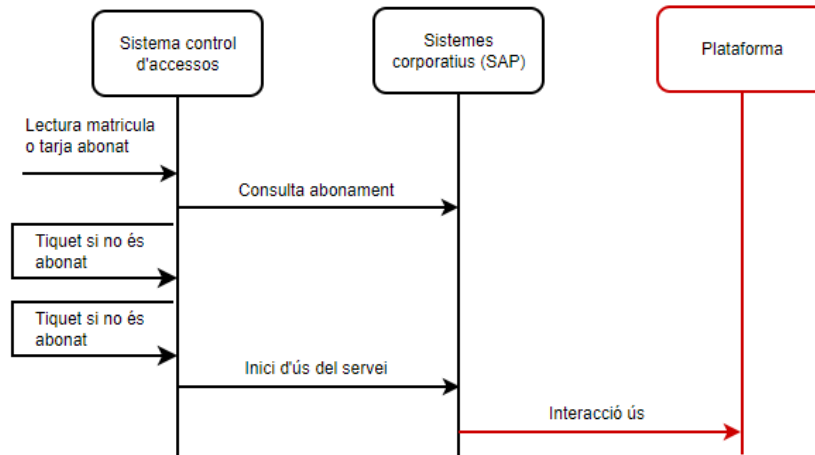 Sistema control
d'accessos
Sistemes
corporatius (SAP)
Plataforma
Lectura matricula
o tarja abonat
Consulta abonament
Tiquet si no és
abonat
Tiquet si no és
abonat
Inici d'ús del servei
Interacció ús